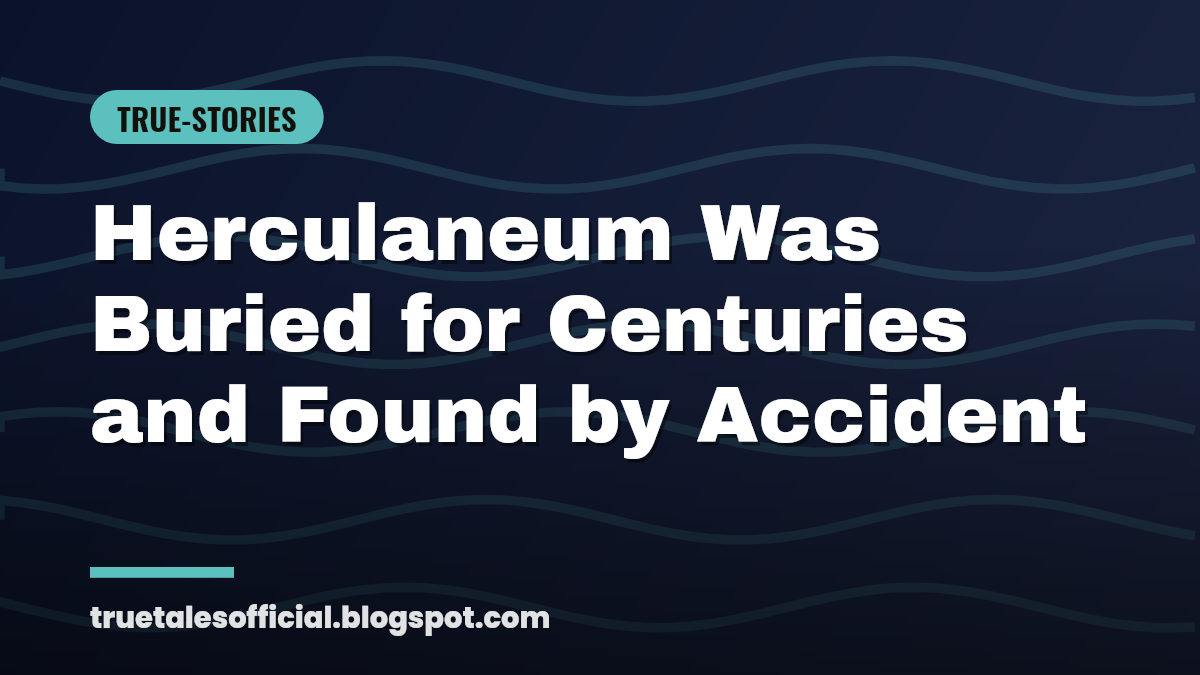 TRUE-STORIES
Herculaneum Was
Buried for Centuries
and Found by Accident
truetalesofficial.blogspot.com